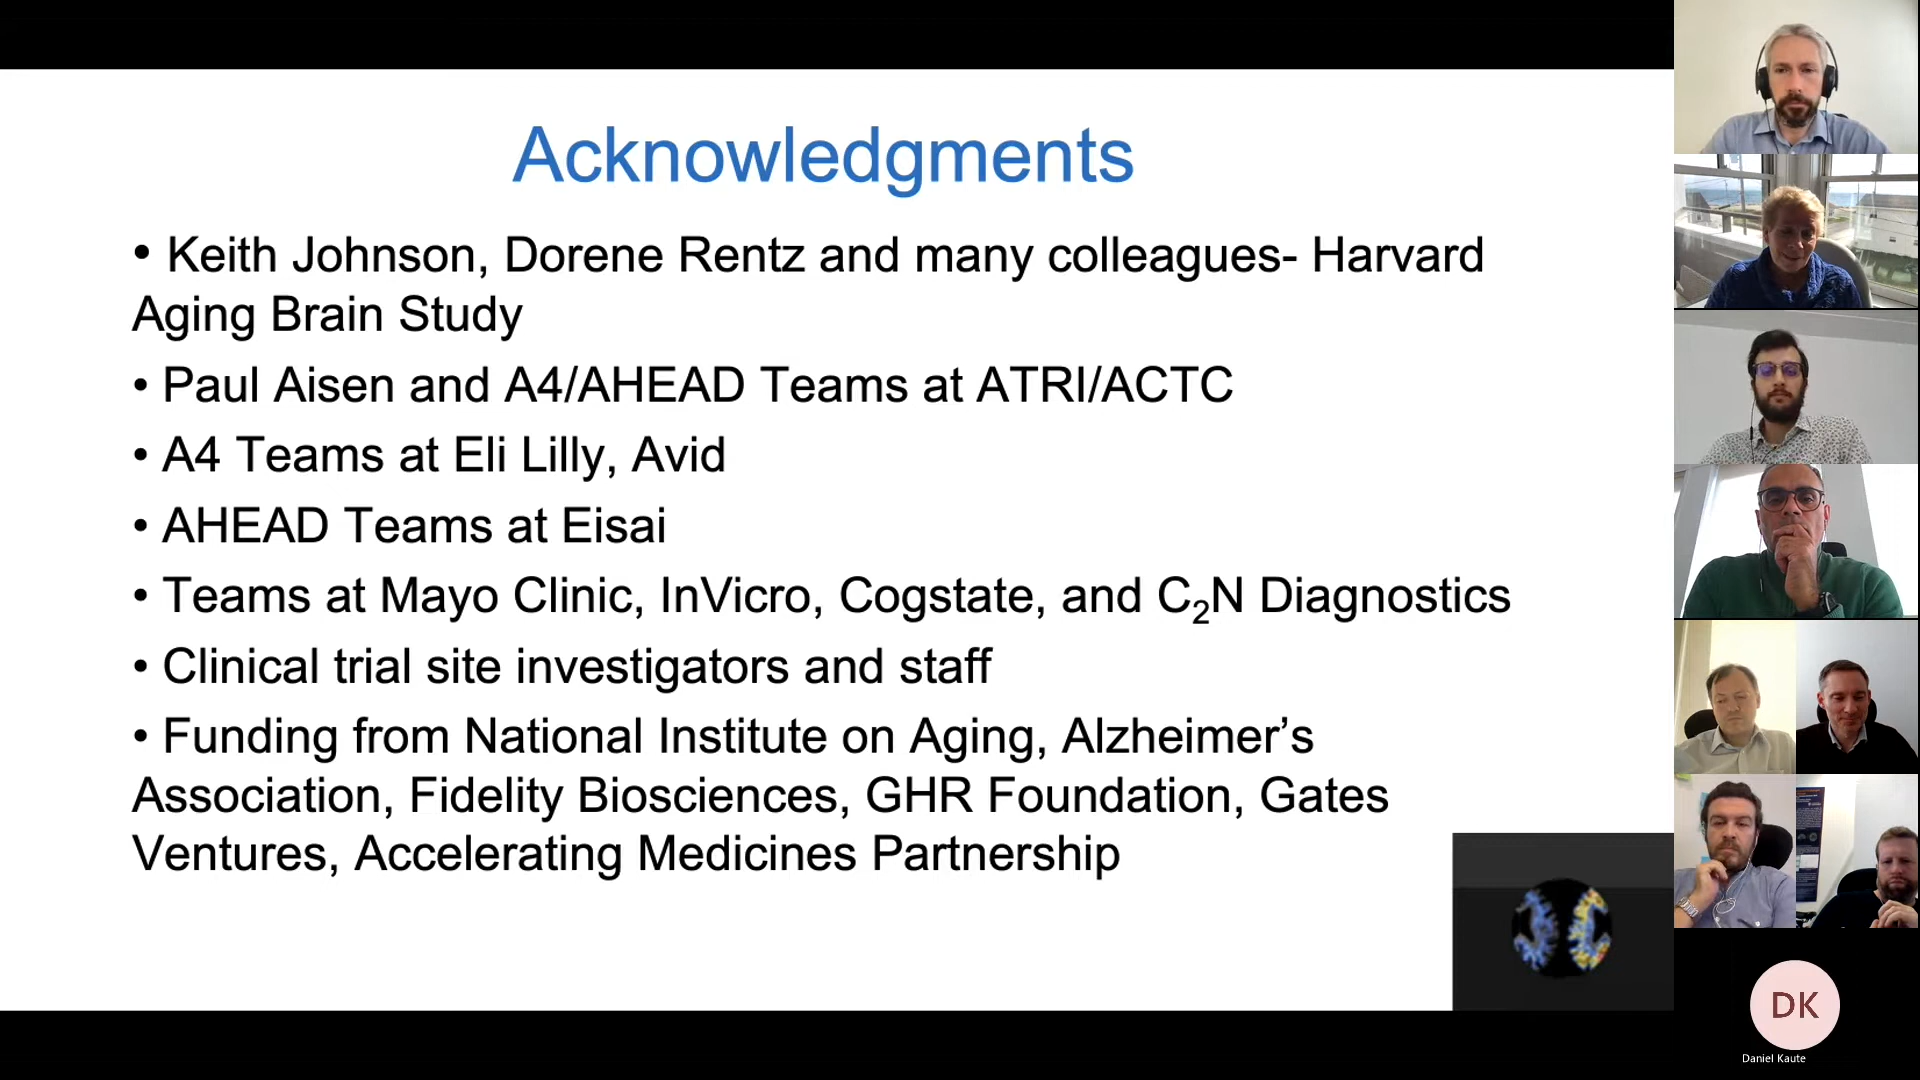 Acknowledgments
• Keith Johnson, Dorene Rentz and many colleagues- Harvard
Aging Brain Study
• Paul Aisen and A4/AHEAD Teams at ATRI/ACTC
• A4 Teams at Eli Lilly, Avid
• AHEAD Teams at Eisai
• Teams at Mayo Clinic, InVicro, Cogstate, and C₂N Diagnostics
• Clinical trial site investigators and staff
• Funding from National Institute on Aging, Alzheimer’s
Association, Fidelity Biosciences, GHR Foundation, Gates
Ventures, Accelerating Medicines Partnership
DK
Daniel Kaute